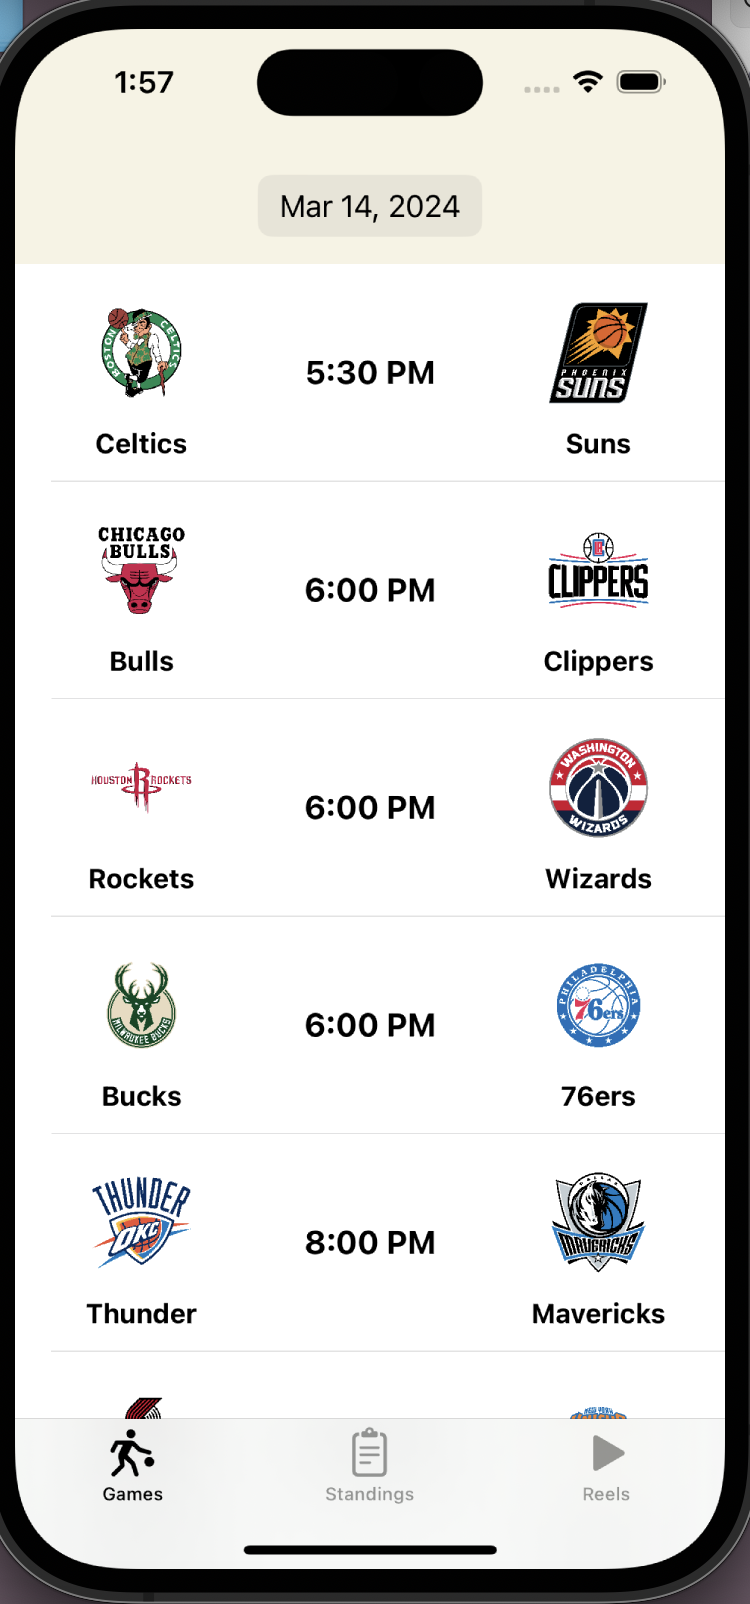 1:57
Mar 14, 2024
BOSTON CELTICS
5:30 PM
PHOENIX
SUNS
Celtics
Suns
CHICAGO
BULLS
6:00 PM
CLIPPERS
Bulls
Clippers
HOUSTON R ROCKETS
6:00 PM
WASHINGTON
WIZARDS
Rockets
Wizards
MILWAUKEE BUCKS
6:00 PM
PHILADELPHIA
76ers
Bucks
76ers
THUNDER
OKC
8:00 PM
DALLAS
MAVERICKS
Thunder
Mavericks
NEW YORK
Games
Standings
Reels